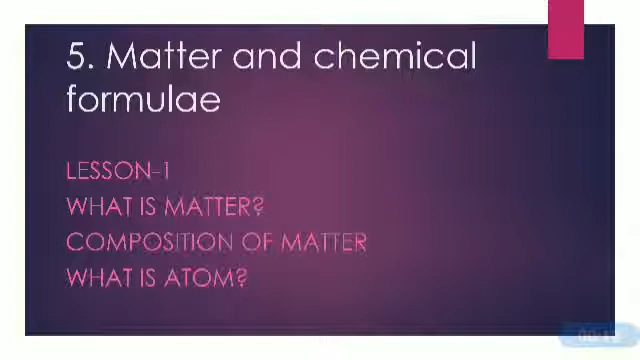 5. Matter and chemical
formulae
LESSON-1
WHAT IS MATTER?
COMPOSITION OF MATTER
WHAT IS ATOM?